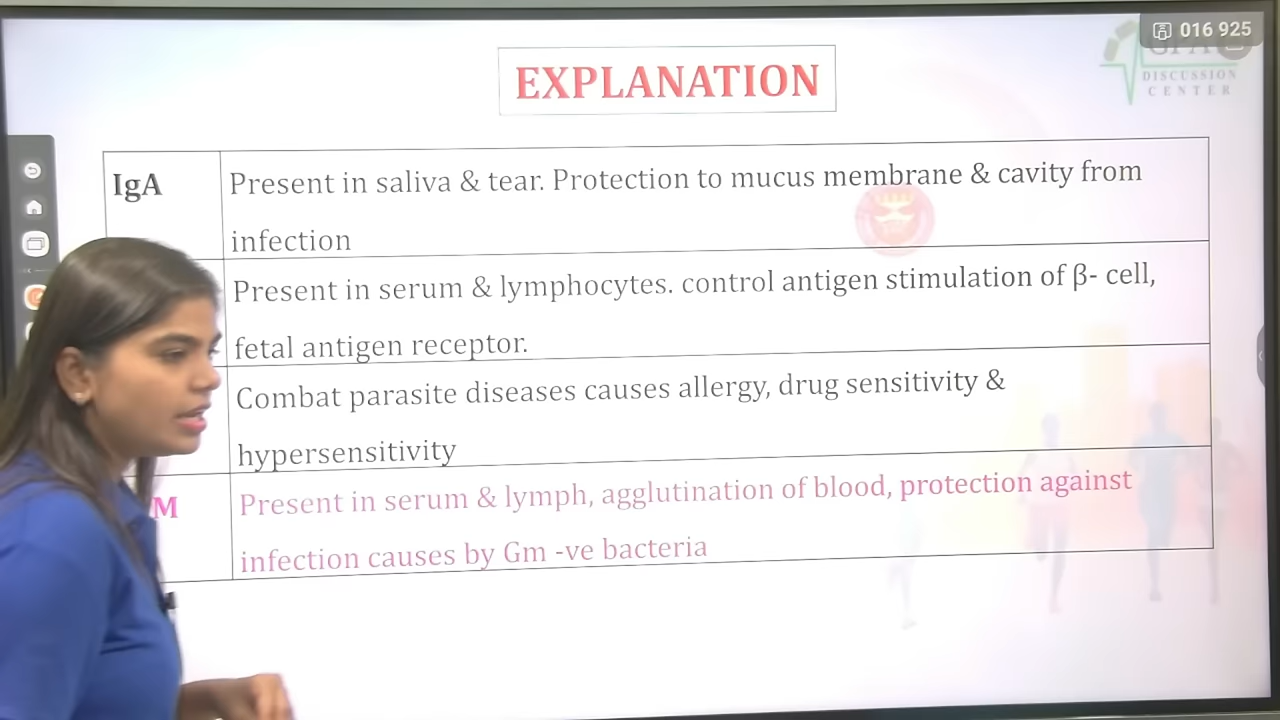 016 925
DISCUSSION
CENTER
EXPLANATION
IgA
Present in saliva & tear. Protection to mucus membrane & cavity from
infection
Present in serum & lymphocytes. control antigen stimulation of β- cell,
fetal antigen receptor.
Combat parasite diseases causes allergy, drug sensitivity &
hypersensitivity
M
Present in serum & lymph, agglutination of blood, protection against
infection causes by Gm -ve bacteria